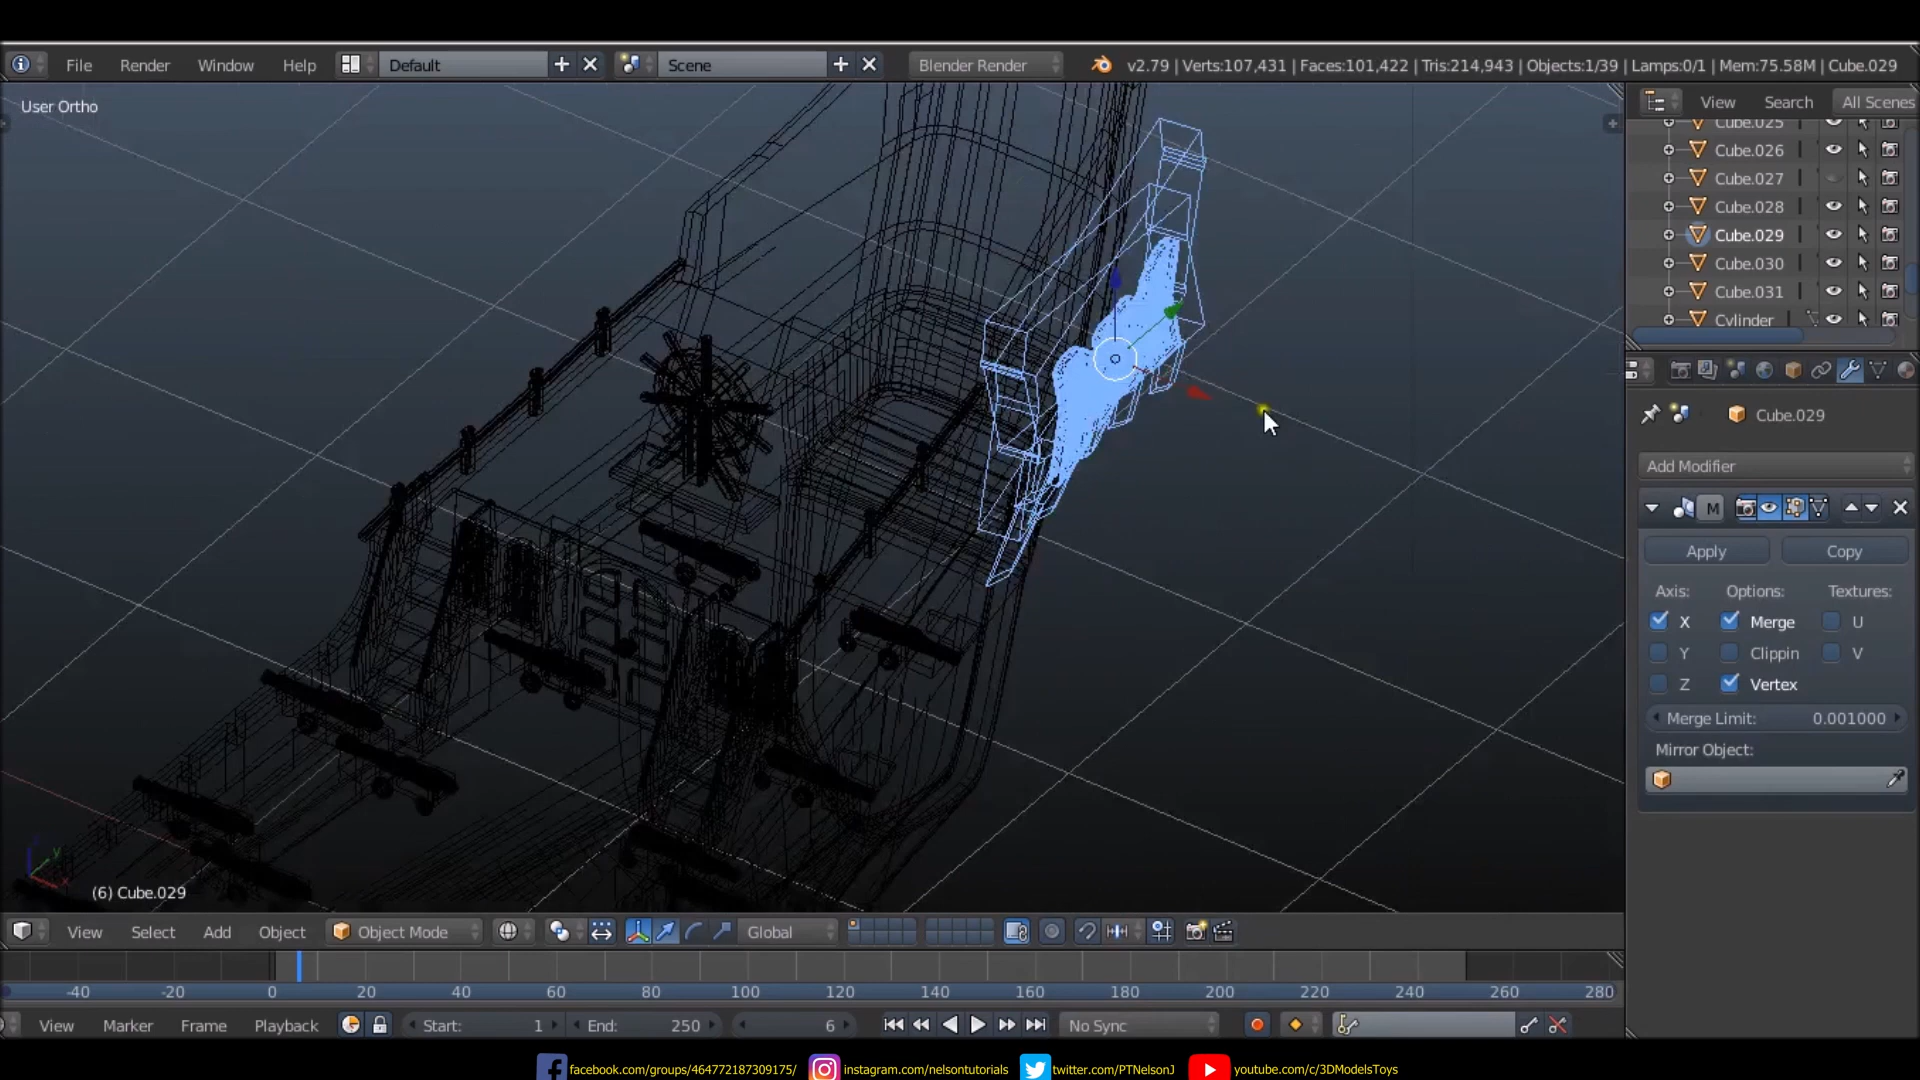 File Render Window Help Default Scene Blender Render v2.79 | Verts:107,431 | Faces:101,422 | Tris:214,943 | Objects:1/39 | Lamps:0/1 | Mem:75.58M | Cube.029
User Ortho
View Search All Scenes
Cube.025
Cube.026
Cube.027
Cube.028
Cube.029
Cube.030
Cube.031
Cylinder
Cube.029
Add Modifier
M
Apply Copy
Axis: Options: Textures:
X Merge U
Y Clippin V
Z Vertex
Merge Limit: 0.001000
Mirror Object:
(6) Cube.029
View Select Add Object Object Mode Global
-40 -20 0 20 40 60 80 100 120 140 160 180 200 220 240 260 280
View Marker Frame Playback Start: 1 End: 250 6 No Sync
facebook.com/groups/464772187309175/ instagram.com/nelsontutorials twitter.com/PTNelsonJ youtube.com/c/3DModelsToys